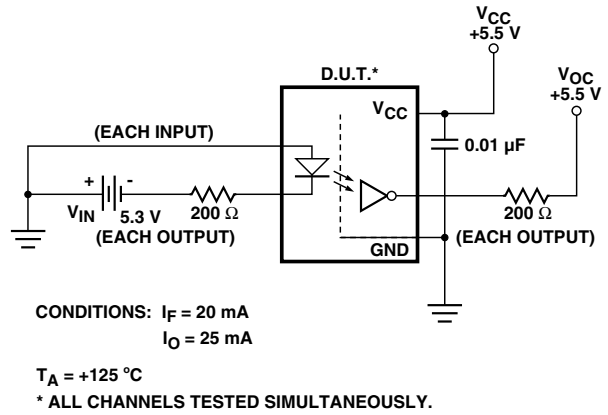 VCC
+5.5 V
D.U.T.*
VOC
+5.5 V
VCC
(EACH INPUT)
0.01 µF
+ -
VIN
5.3 V
200 Ω
200 Ω
(EACH OUTPUT)
(EACH OUTPUT)
GND
CONDITIONS: IF = 20 mA
IO = 25 mA
TA = +125 °C
* ALL CHANNELS TESTED SIMULTANEOUSLY.